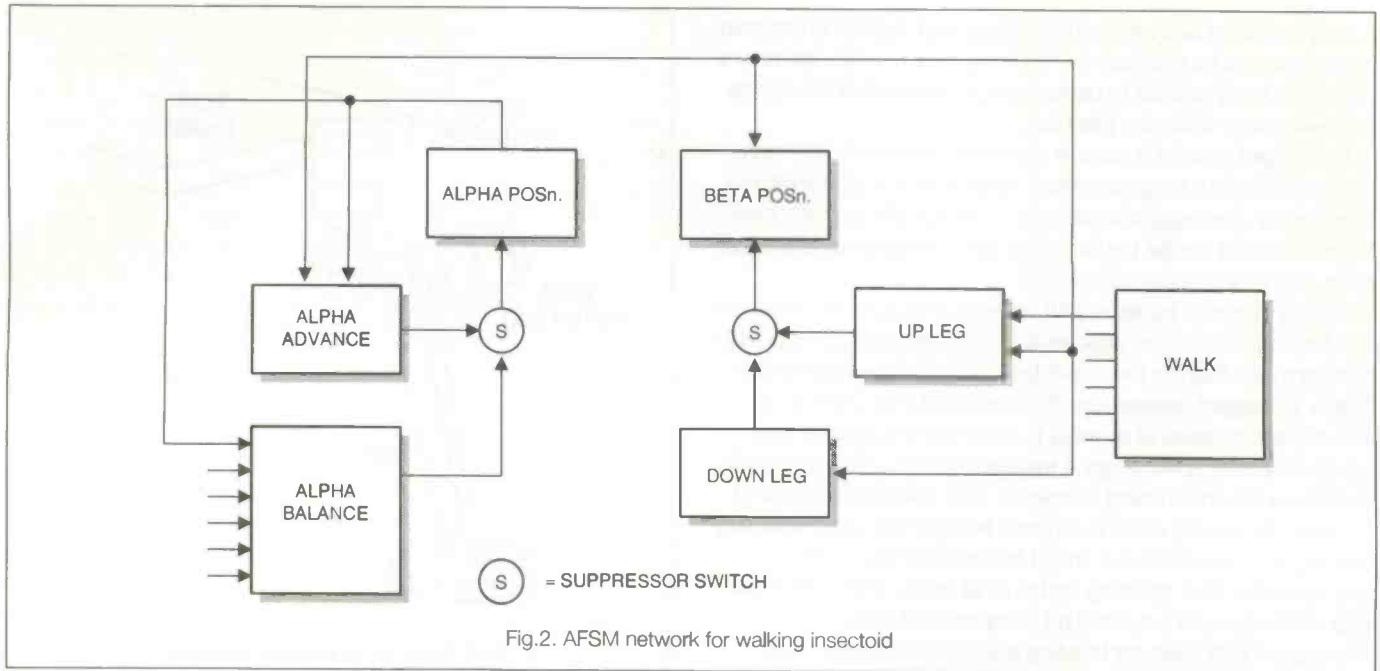 ALPHA POSn.
BETA POSn.
ALPHA
ADVANCE
S
S
UP LEG
WALK
ALPHA
BALANCE
DOWN LEG
S = SUPPRESSOR SWITCH
Fig.2. AFSM network for walking insectoid